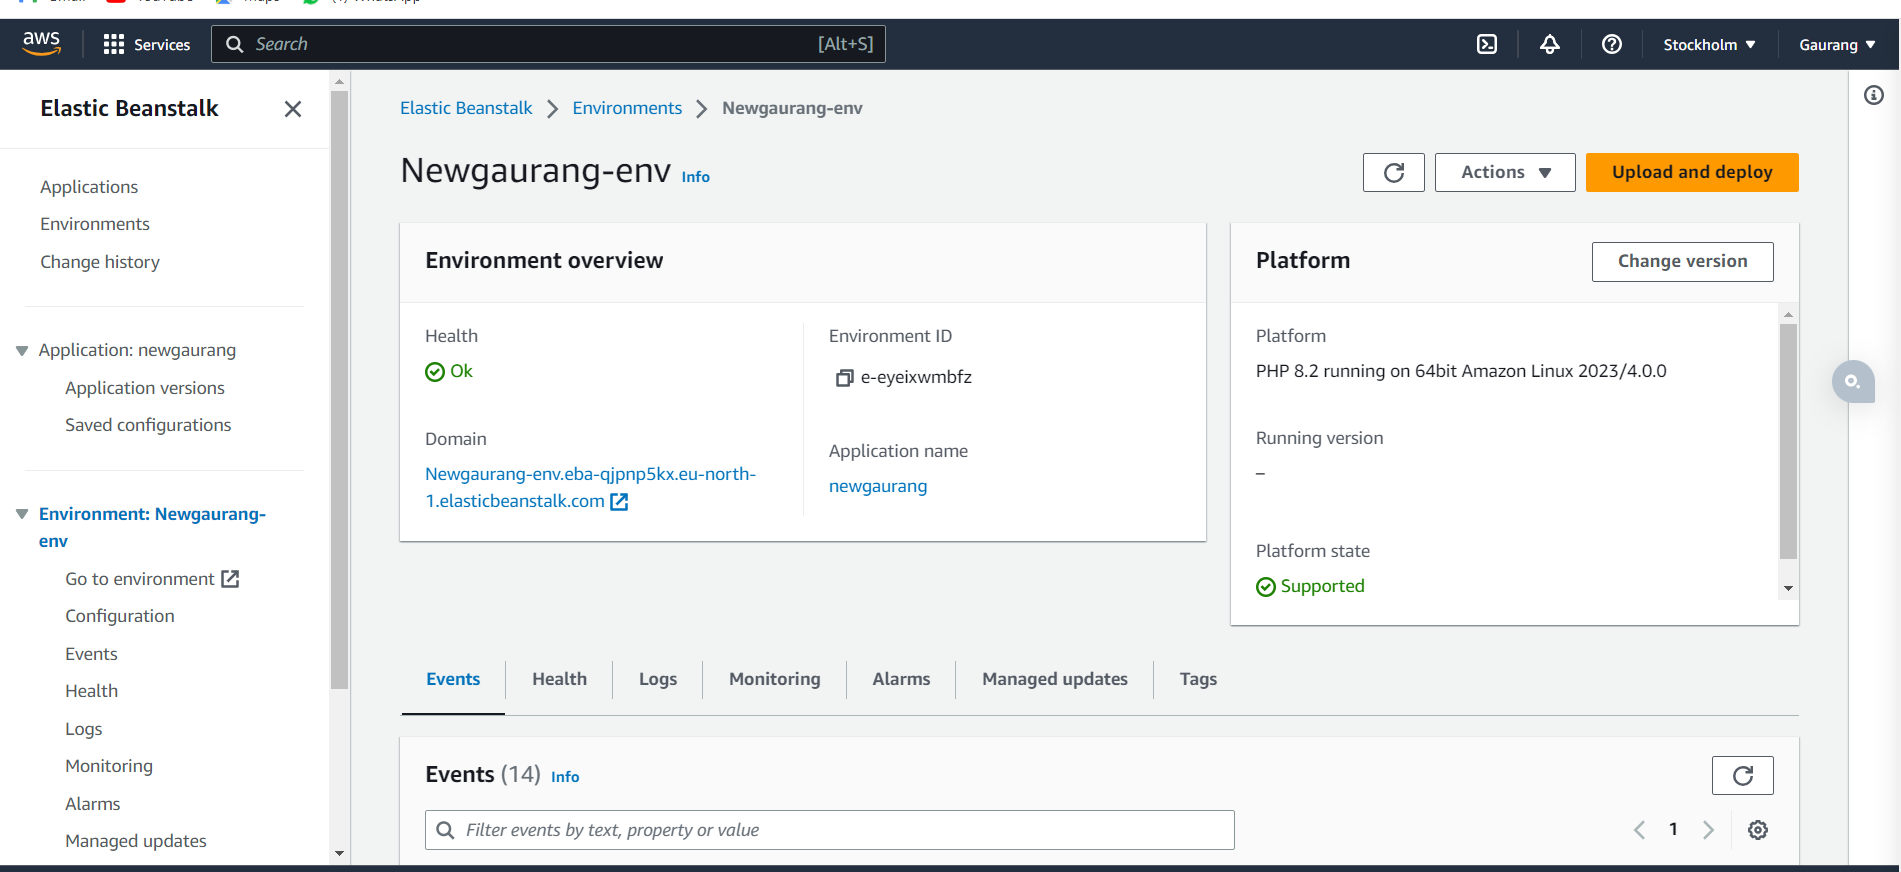 aws
Services
Search
[Alt+S]
Stockholm
Gaurang
Elastic Beanstalk
Applications
Environments
Change history
Application: newgaurang
Application versions
Saved configurations
Environment: Newgaurang-
env
Go to environment
Configuration
Events
Health
Logs
Monitoring
Alarms
Managed updates
Elastic Beanstalk
Environments
Newgaurang-env
Newgaurang-env Info
Actions
Upload and deploy
Environment overview
Health
Ok
Domain
Newgaurang-env.eba-qjpnp5kx.eu-north-
1.elasticbeanstalk.com
Environment ID
e-eyeixwmbfz
Application name
newgaurang
Platform
Change version
Platform
PHP 8.2 running on 64bit Amazon Linux 2023/4.0.0
Running version
–
Platform state
Supported
Events
Health
Logs
Monitoring
Alarms
Managed updates
Tags
Events (14) Info
Filter events by text, property or value
1